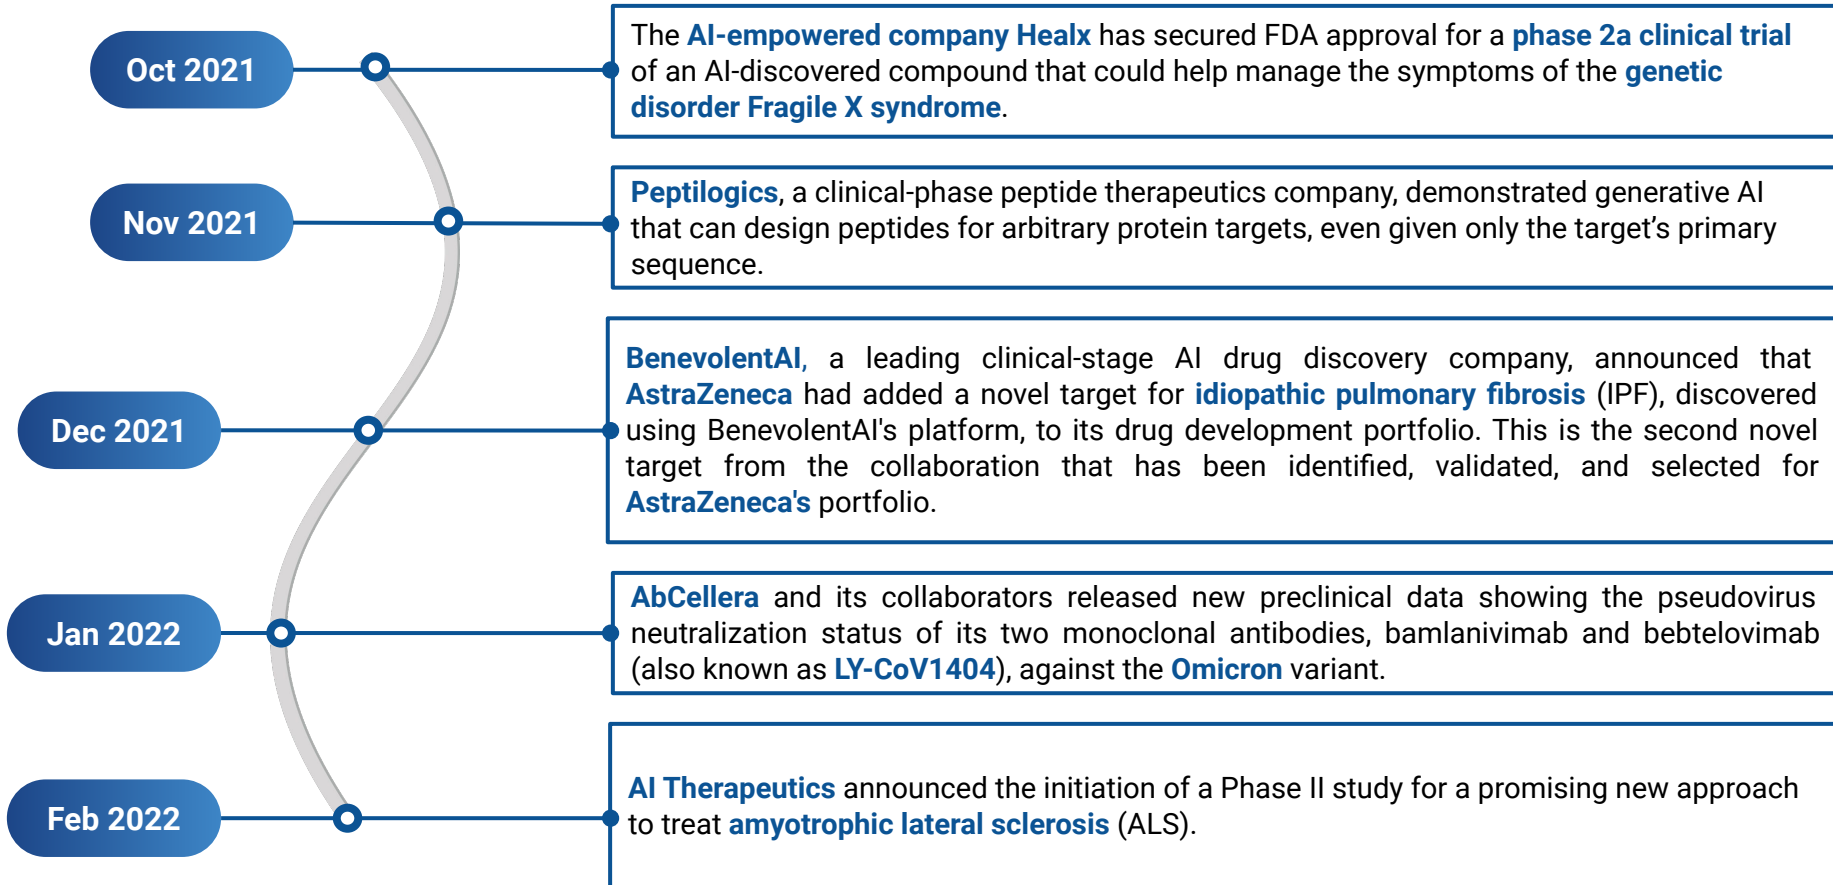 Oct 2021
The AI-empowered company Healx has secured FDA approval for a phase 2a clinical trial
of an AI-discovered compound that could help manage the symptoms of the genetic
disorder Fragile X syndrome.
Nov 2021
Peptilogics, a clinical-phase peptide therapeutics company, demonstrated generative AI
that can design peptides for arbitrary protein targets, even given only the target’s primary
sequence.
Dec 2021
BenevolentAI, a leading clinical-stage AI drug discovery company, announced that
AstraZeneca had added a novel target for idiopathic pulmonary fibrosis (IPF), discovered
using BenevolentAI's platform, to its drug development portfolio. This is the second novel
target from the collaboration that has been identified, validated, and selected for
AstraZeneca's portfolio.
Jan 2022
AbCellera and its collaborators released new preclinical data showing the pseudovirus
neutralization status of its two monoclonal antibodies, bamlanivimab and bebtelovimab
(also known as LY-CoV1404), against the Omicron variant.
Feb 2022
AI Therapeutics announced the initiation of a Phase II study for a promising new approach
to treat amyotrophic lateral sclerosis (ALS).